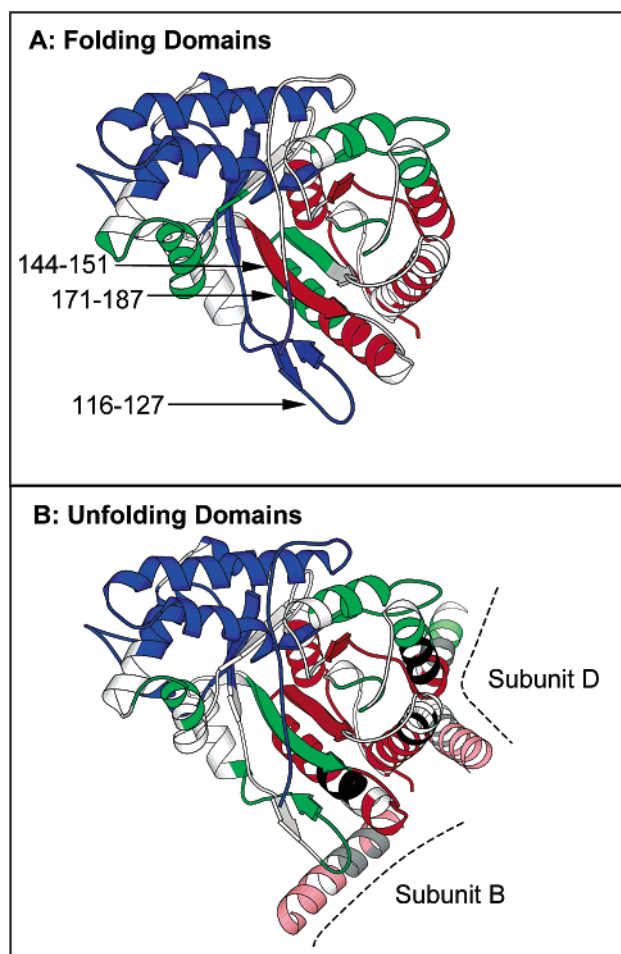 A: Folding Domains
144-151
171-187
116-127
B: Unfolding Domains
Subunit D
Subunit B